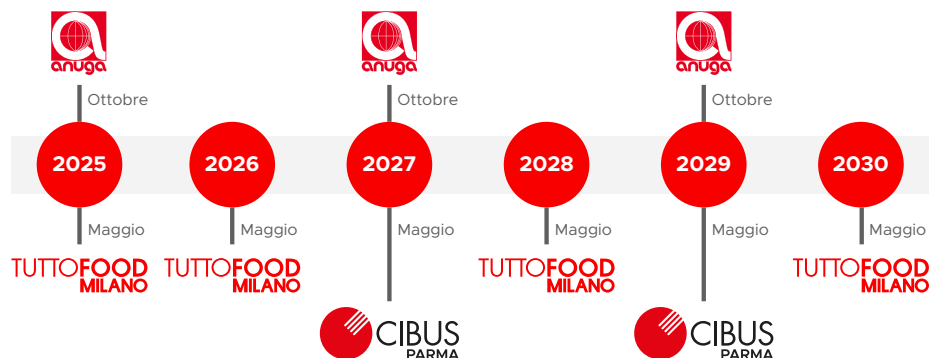 anuga
anuga
anuga
Ottobre
Ottobre
Ottobre
2025
2026
2027
2028
2029
2030
Maggio
Maggio
Maggio
Maggio
Maggio
Maggio
TUTTOFOOD
MILANO
TUTTOFOOD
MILANO
TUTTOFOOD
MILANO
TUTTOFOOD
MILANO
CIBUS
PARMA
CIBUS
PARMA